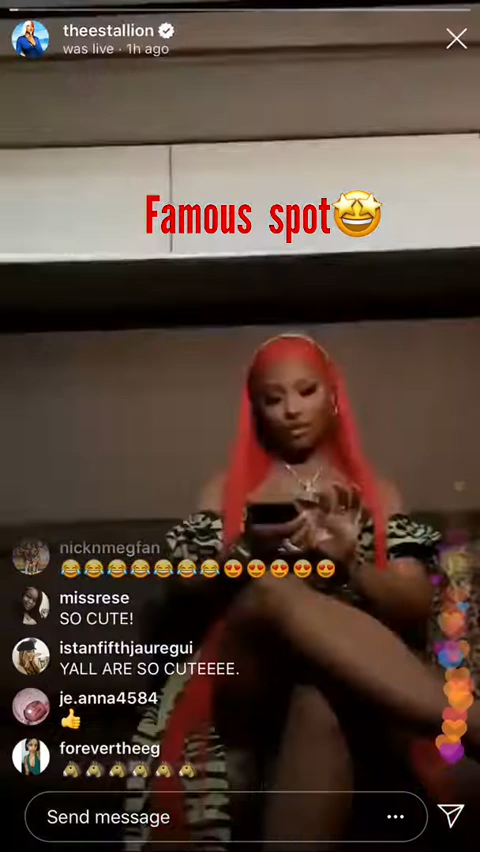 theestallion
was live · 1h ago
Famous spot🤩
nicknmegfan
😂😂😂😂😂😂😂😍😍😍😍😍
missrese
SO CUTE!
istanfifthjauregui
YALL ARE SO CUTEEEE.
je.anna4584
👍
forevertheeg
🐴🐴🐴🐴🐴🐴
Send message